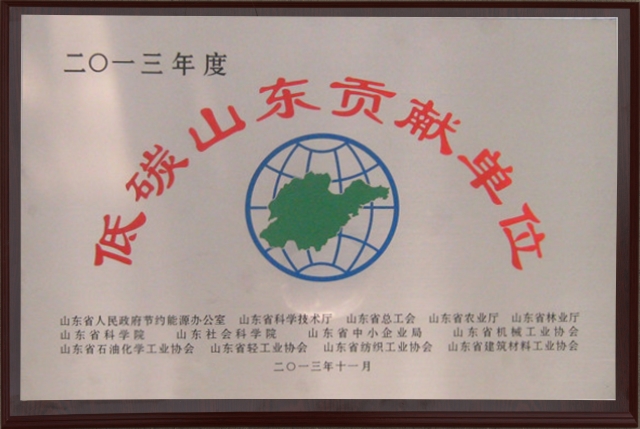 二〇一三年度
低碳山东贡献单位
山东省人民政府节约能源办公室 山东省科学技术厅 山东省总工会 山东省农业厅 山东省林业厅
山东省科学院 山东社会科学院 山东省中小企业局 山东省机械工业协会
山东省石油化学工业协会 山东省轻工业协会 山东省纺织工业协会 山东省建筑材料工业协会
二〇一三年十一月